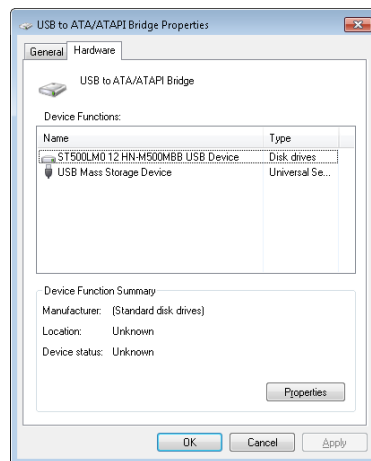 USB to ATA/ATAPI Bridge Properties
General Hardware
USB to ATA/ATAPI Bridge
Device Functions:
Name Type
ST500LM0 12 HN-M500MBB USB Device Disk drives
USB Mass Storage Device Universal Se...
Device Function Summary
Manufacturer: (Standard disk drives)
Location: Unknown
Device status: Unknown
Properties
OK Cancel Apply